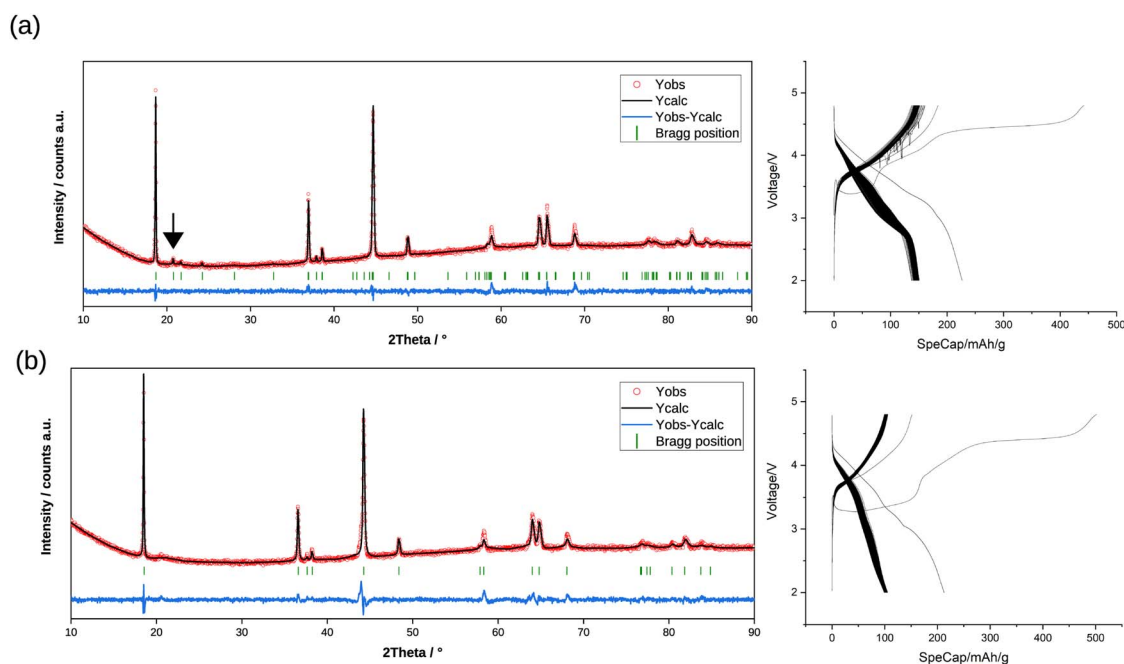 (a)
Intensity / counts a.u.
Yobs
Ycalc
Yobs-Ycalc
Bragg position
10 20 30 40 50 60 70 80 90
2Theta / °
Voltage/V
5
4
3
2
0 100 200 300 400 500
SpeCap/mAh/g
(b)
Intensity / counts a.u.
Yobs
Ycalc
Yobs-Ycalc
Bragg position
10 20 30 40 50 60 70 80 90
2Theta / °
Voltage/V
5
4
3
2
0 100 200 300 400 500
SpeCap/mAh/g